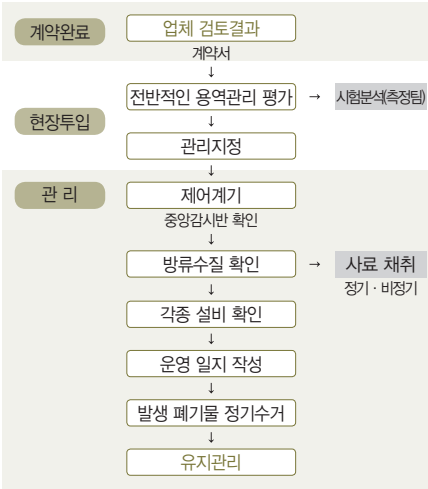 계약완료
업체 검토결과
계약서
↓
전반적인 용역관리 평가 → 시험분석(측정팀)
현장투입
↓
관리지정
↓
관 리
제어계기
중앙감시반 확인
↓
방류수질 확인 → 사료 채취
정기 · 비정기
↓
각종 설비 확인
↓
운영 일지 작성
↓
발생 폐기물 정기수거
↓
유지관리